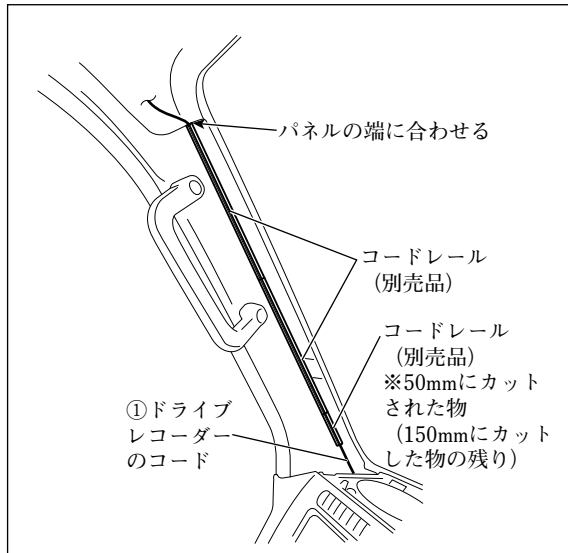 パネルの端に合わせる
コードレール
(別売品)
コードレール
(別売品)
※50mmにカット
された物
(150mmにカット
した物の残り)
①ドライブ
レコーダー
のコード